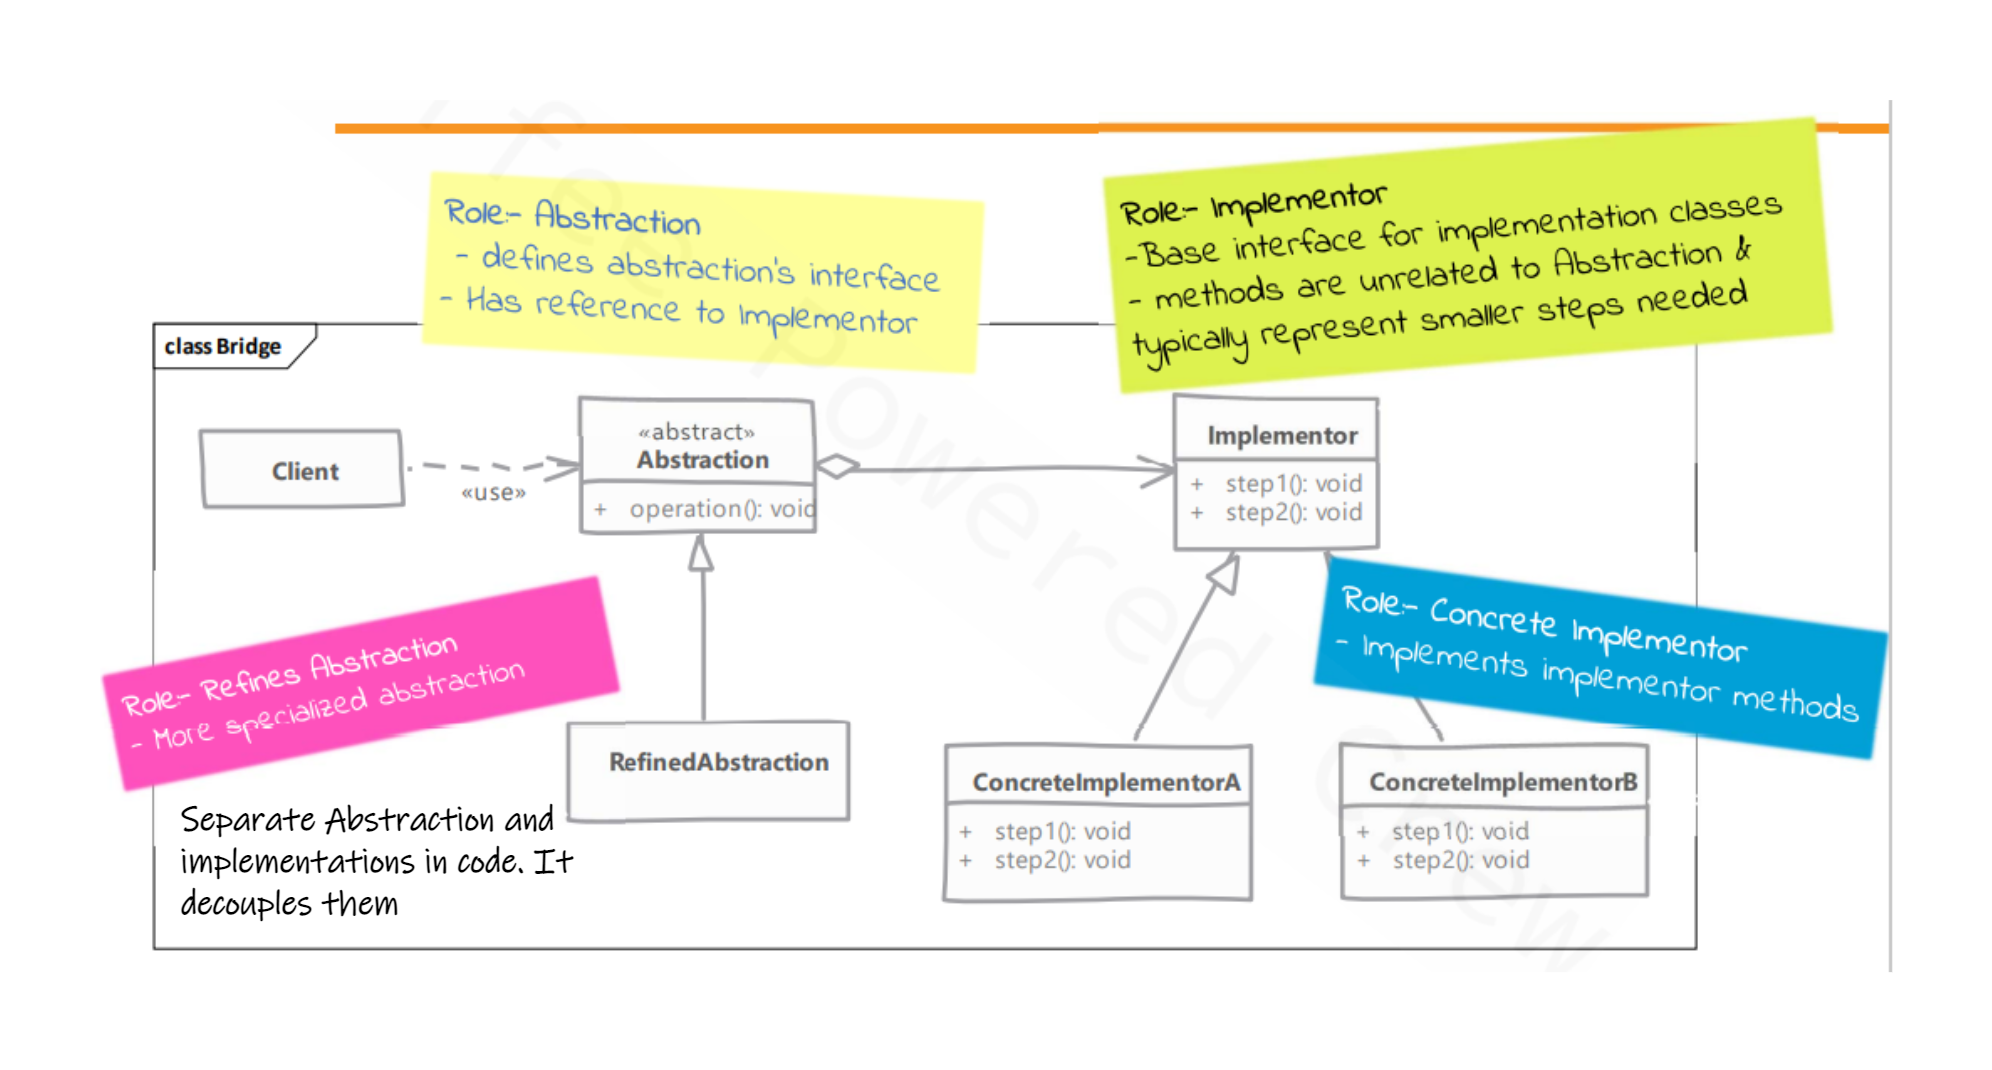 Role:- Abstraction
- defines abstraction's interface
- Has reference to Implementor
Role:- Implementor
-Base interface for implementation classes
- methods are unrelated to Abstraction &
typically represent smaller steps needed
class Bridge
Client
«use»
«abstract»
Abstraction
+ operation(): void
Implementor
+ step1(): void
+ step2(): void
Role:- Refines Abstraction
- More specialized abstraction
Role:- Concrete Implementor
- Implements implementor methods
RefinedAbstraction
ConcreteImplementorA
+ step1(): void
+ step2(): void
ConcreteImplementorB
+ step1(): void
+ step2(): void
Separate Abstraction and
implementations in code. It
decouples them
Powered Crew